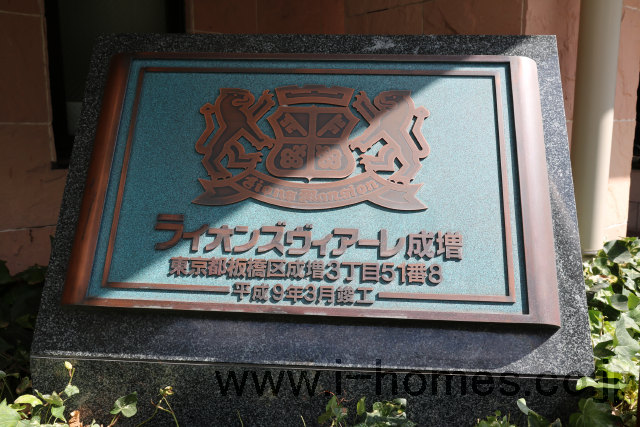 Lions Mansion
ライオンズヴィアーレ成増
東京都板橋区成増3丁目51番8
平成9年3月竣工
www.i-homes.co.jp